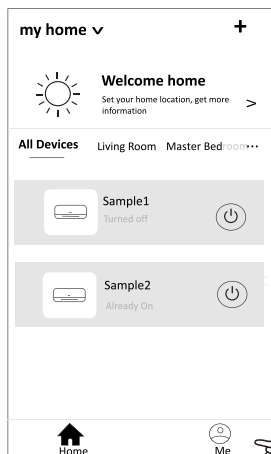 my home ∨ +
Welcome home
Set your home location, get more
information >
All Devices Living Room Master Bedroom ···
Sample1
Turned off
Sample2
Already On
Home Me